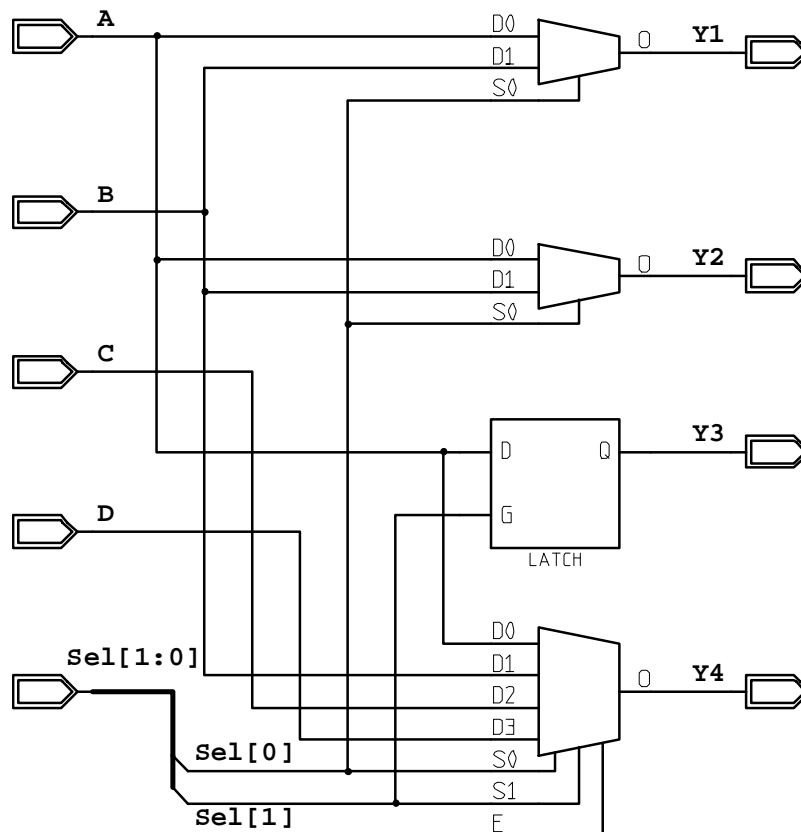 A
D0
O
Y1
D1
S0
B
D0
O
Y2
D1
S0
C
D
Q
Y3
D
G
LATCH
D0
Sel[1:0]
D1
O
Y4
D2
D3
Sel[0]
S0
Sel[1]
S1
E